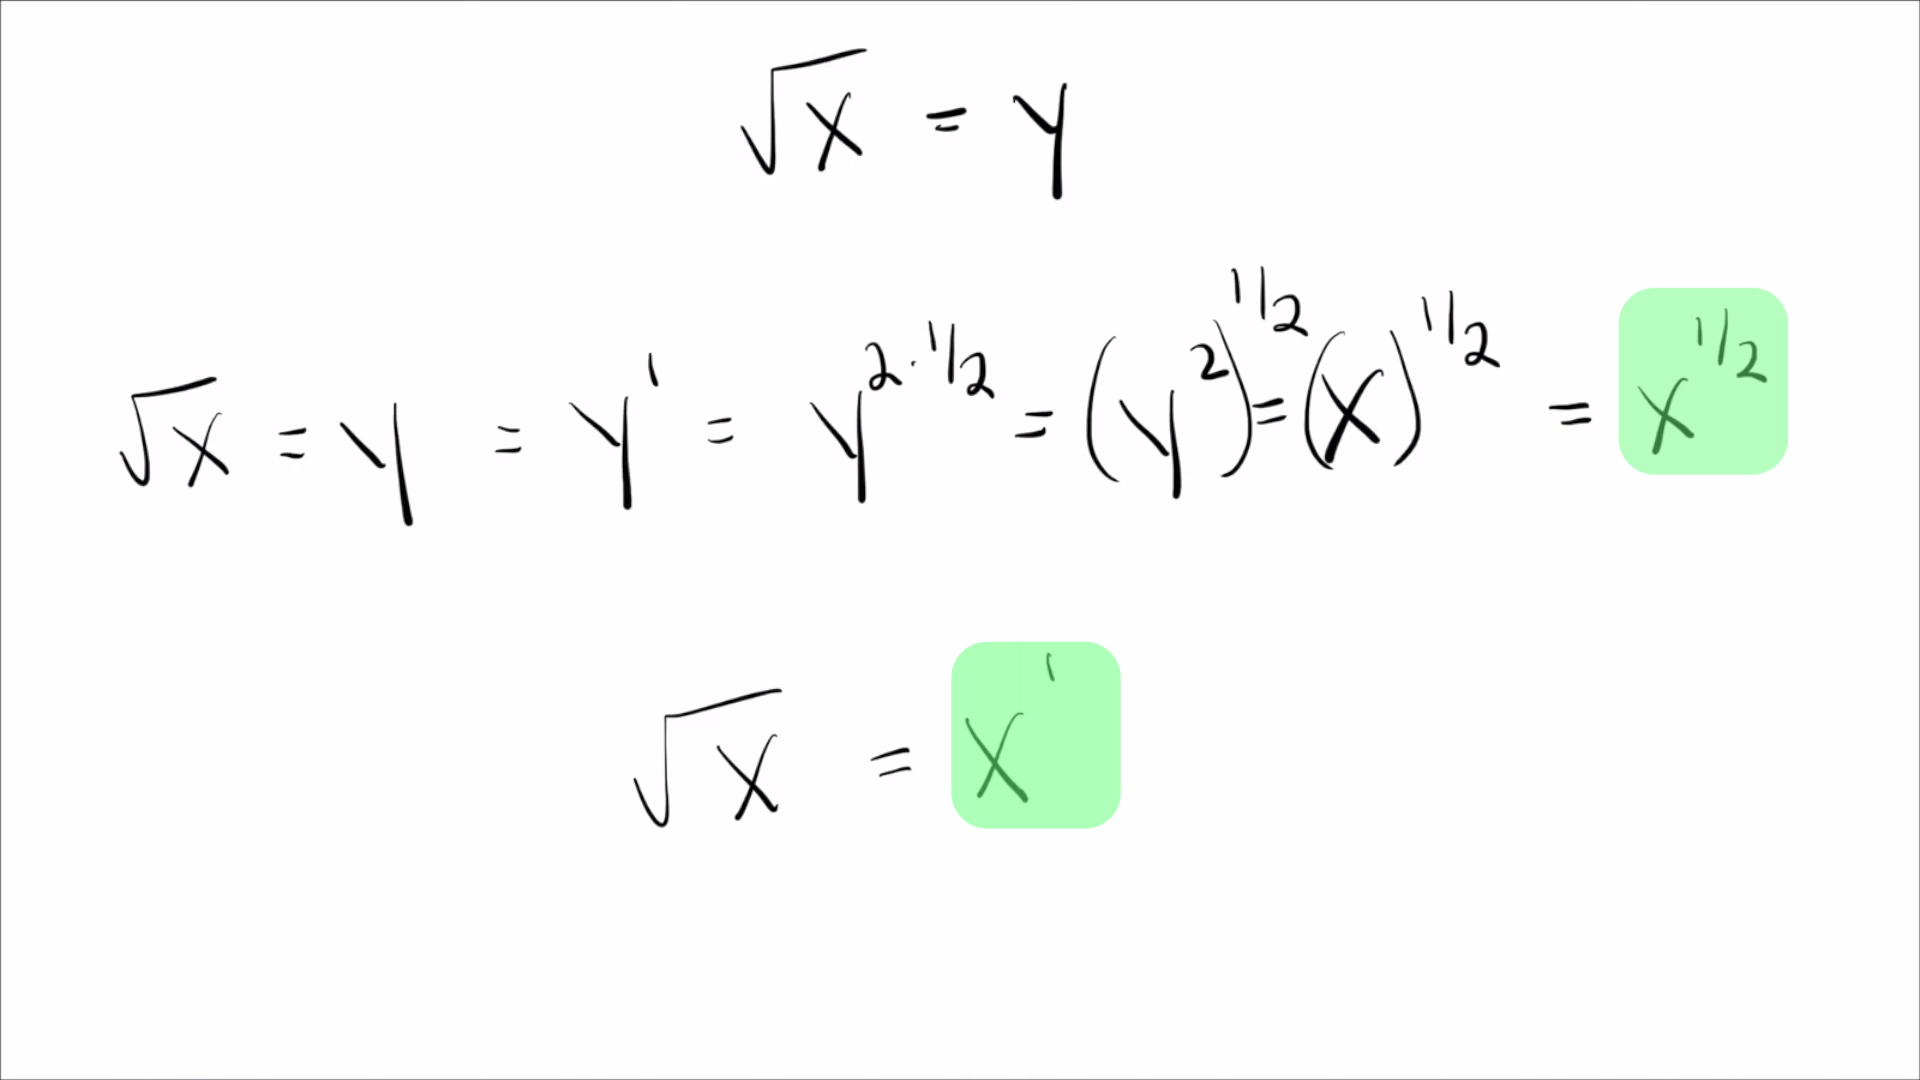 √x = y
√x = y = y¹ = y^(2·1/2) = (y²)^(1/2) = (x)^(1/2) = x^(1/2)
√x = x¹